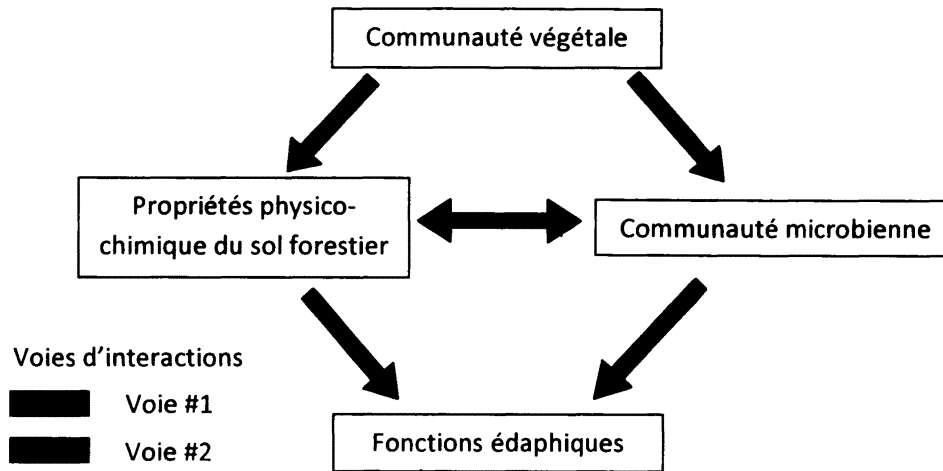 Communauté végétale
Propriétés physico-
chimique du sol forestier
Communauté microbienne
Voies d'interactions
Voie #1
Voie #2
Fonctions édaphiques